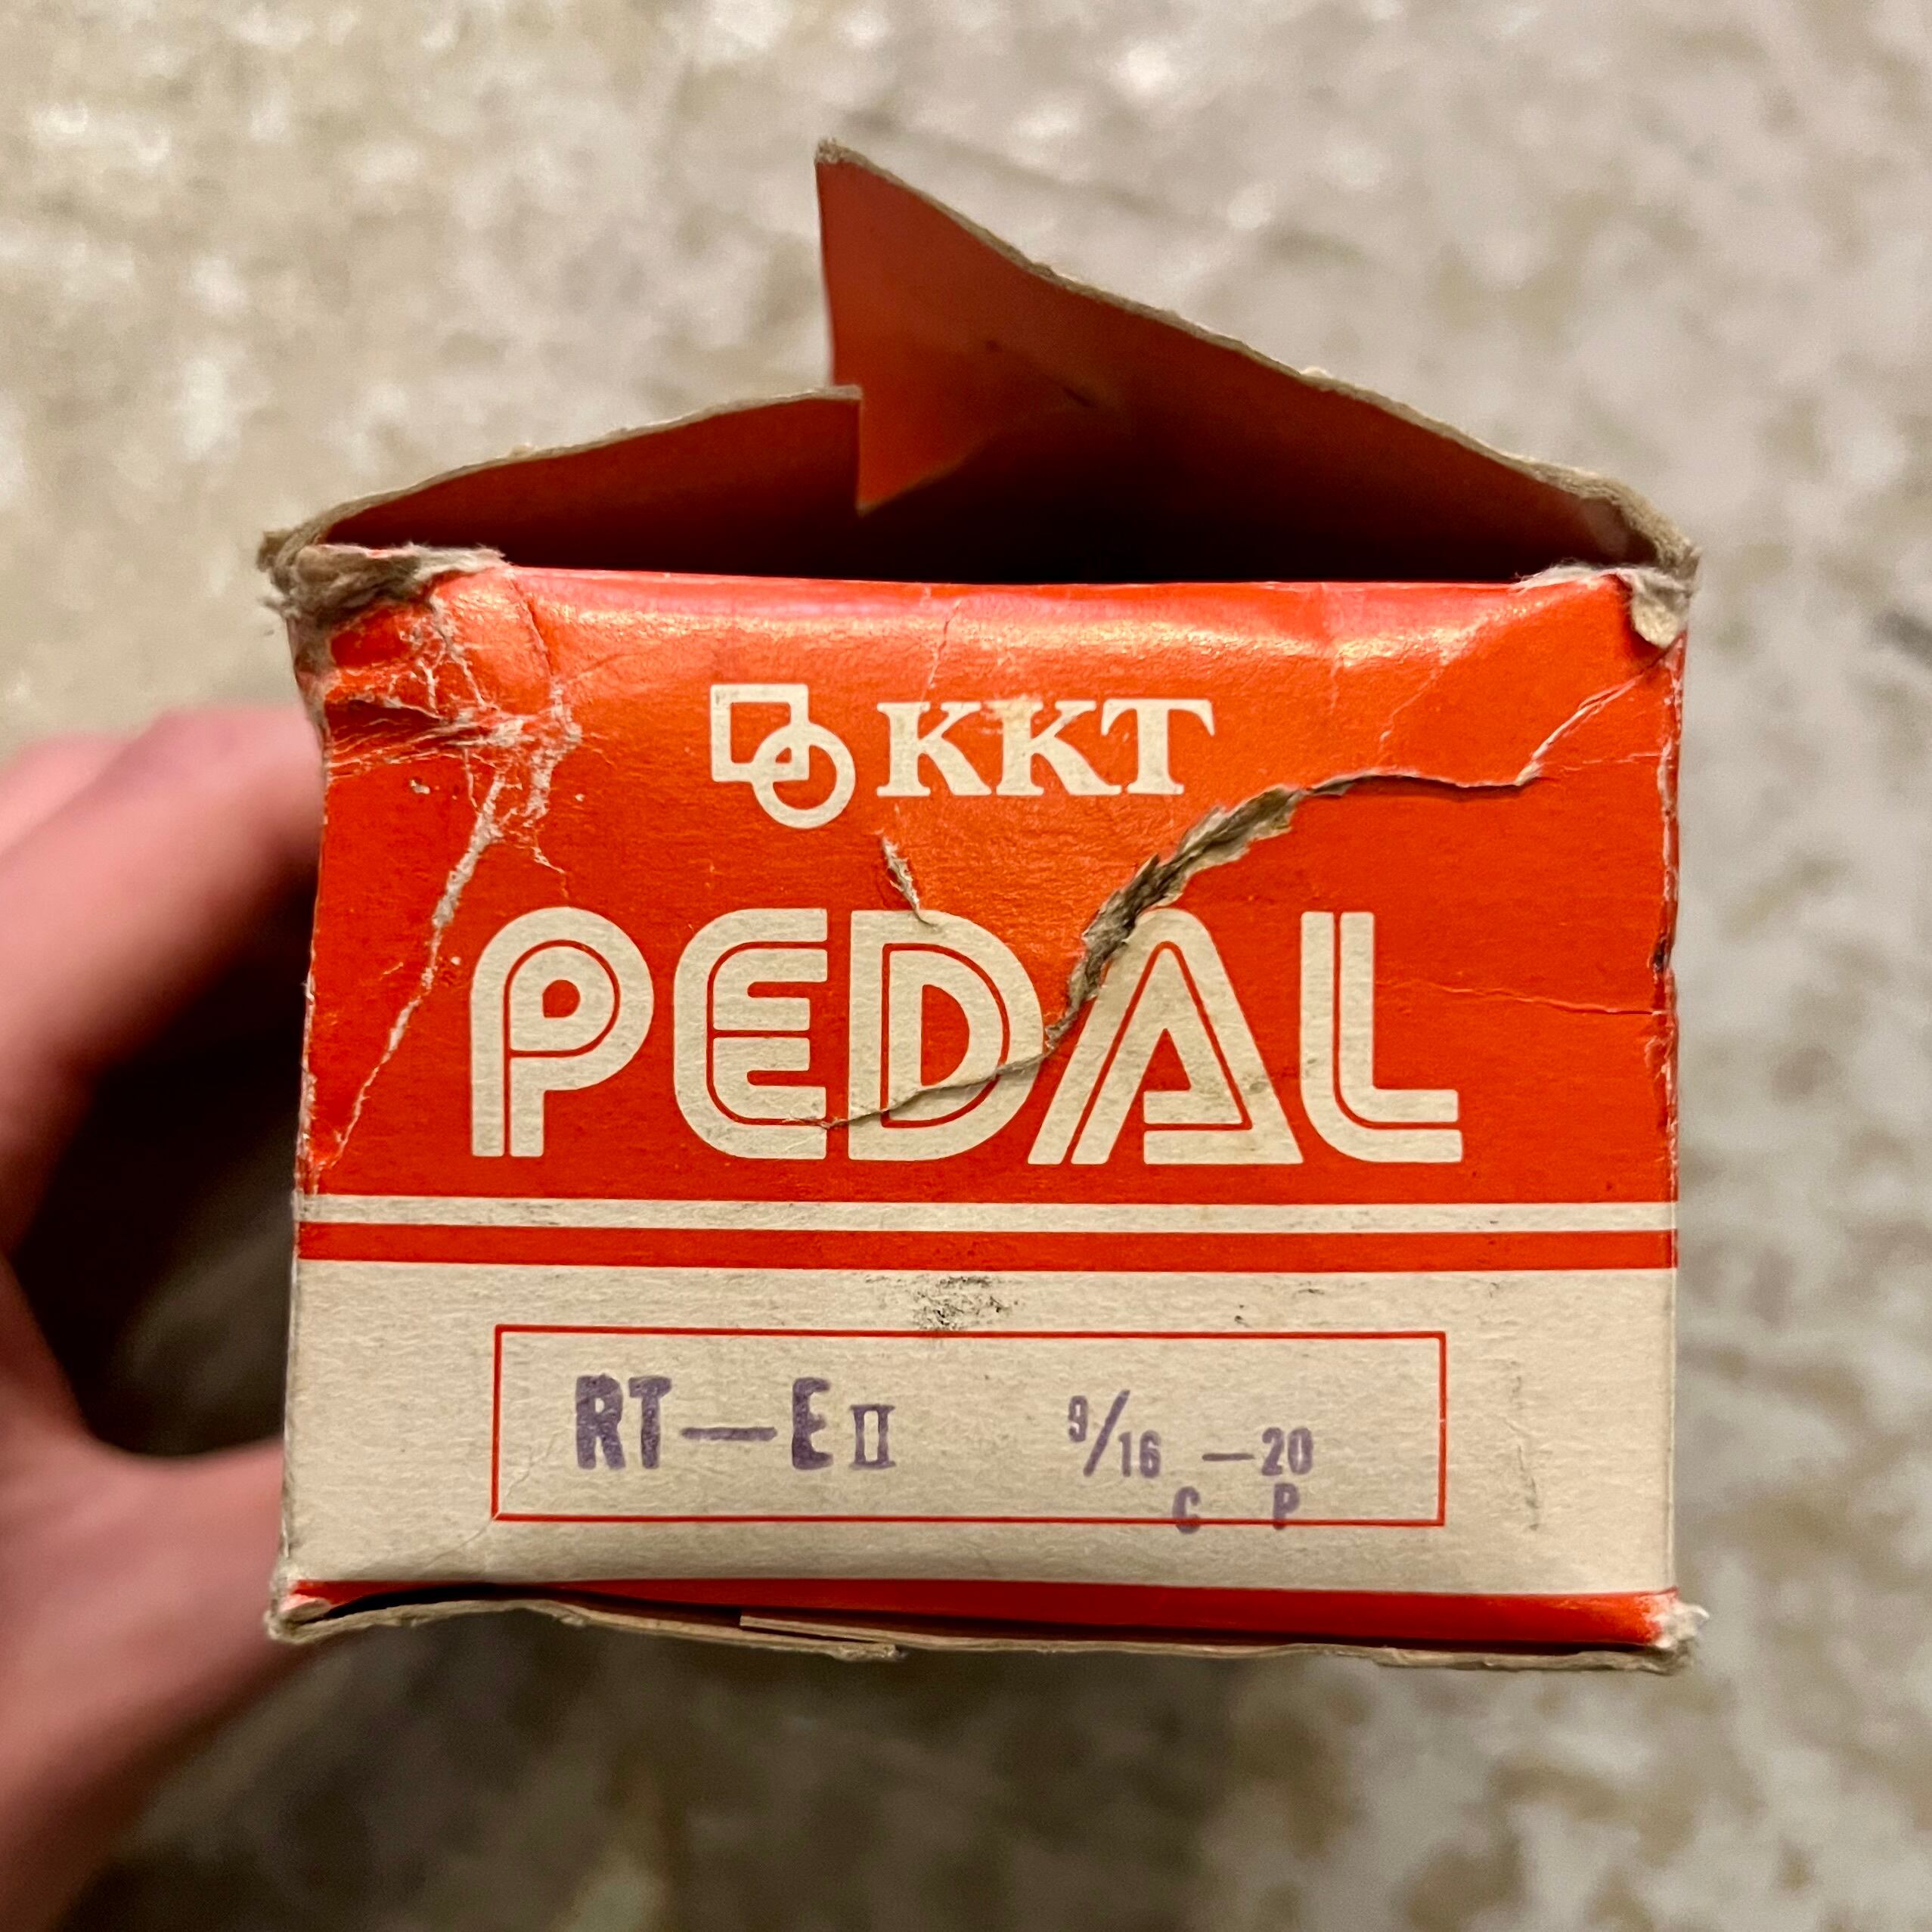 KKT
PEDAL
RT—EII 9/16 —20
C P